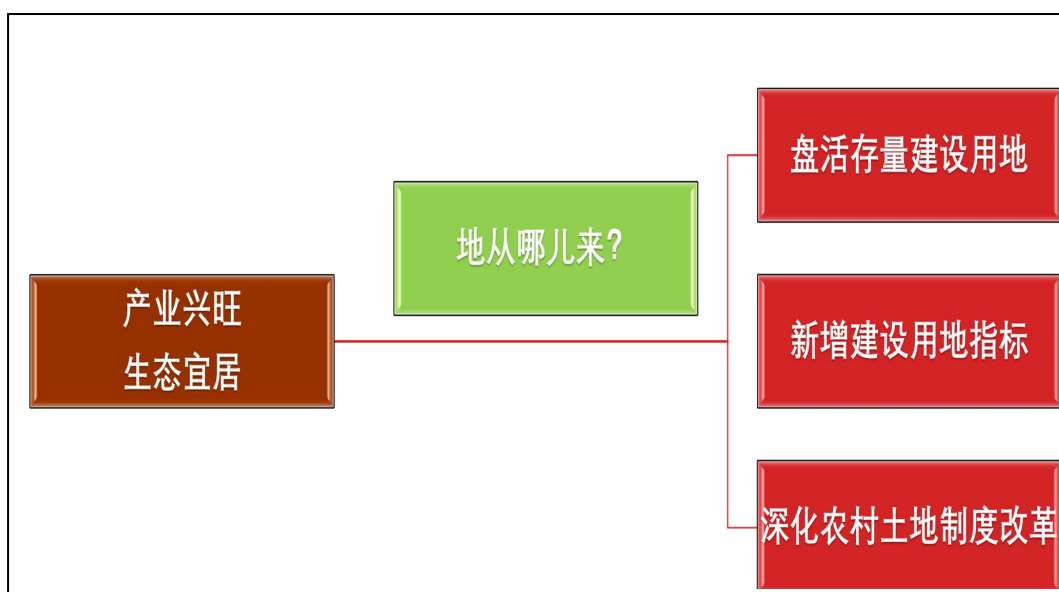 产业兴旺
生态宜居
地从哪儿来?
盘活存量建设用地
新增建设用地指标
深化农村土地制度改革